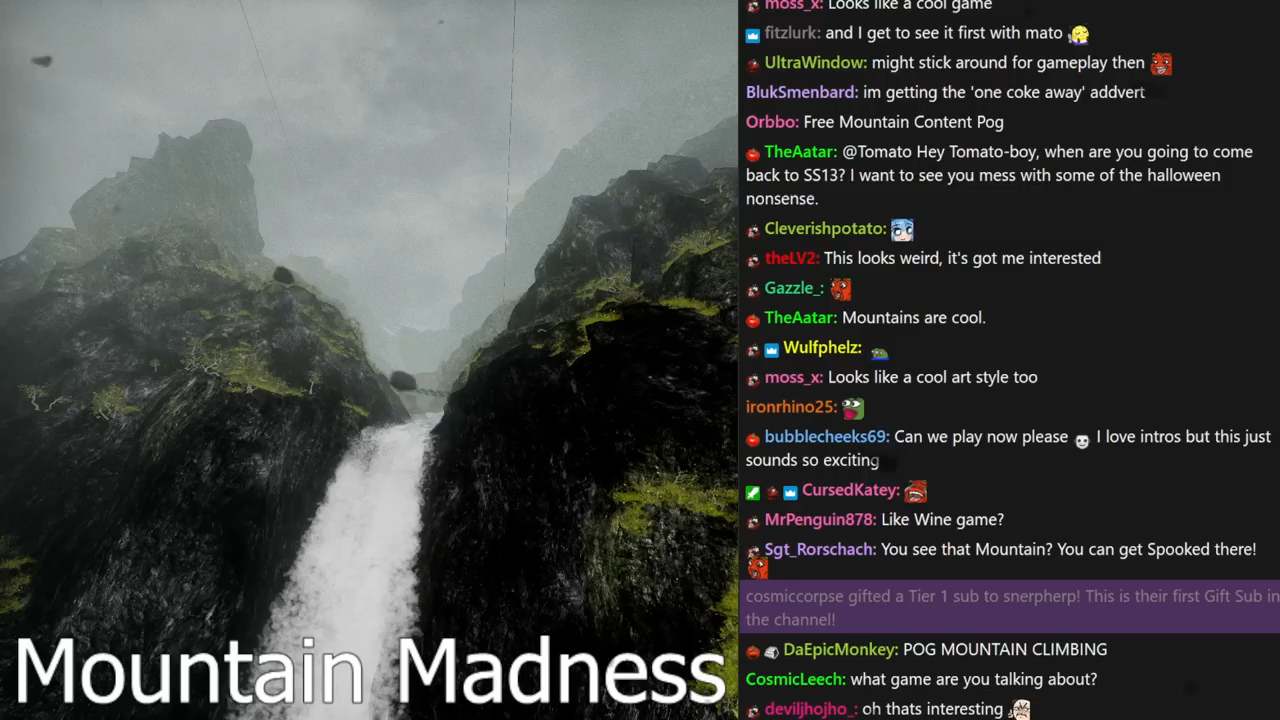 moss_x: Looks like a cool game
fitzlurk: and I get to see it first with mato
UltraWindow: might stick around for gameplay then
BlukSmenbard: im getting the 'one coke away' addvert
Orbbo: Free Mountain Content Pog
TheAatar: @Tomato Hey Tomato-boy, when are you going to come
back to SS13? I want to see you mess with some of the halloween
nonsense.
Cleverishpotato:
theLV2: This looks weird, it's got me interested
Gazzle_:
TheAatar: Mountains are cool.
Wulfphelz:
moss_x: Looks like a cool art style too
ironrhino25:
bubblecheeks69: Can we play now please I love intros but this just
sounds so exciting
CursedKatey:
MrPenguin878: Like Wine game?
Sgt_Rorschach: You see that Mountain? You can get Spooked there!
cosmiccorpse gifted a Tier 1 sub to snerpherp! This is their first Gift Sub in
the channel!
DaEpicMonkey: POG MOUNTAIN CLIMBING
CosmicLeech: what game are you talking about?
deviljhojho_: oh thats interesting
Mountain Madness